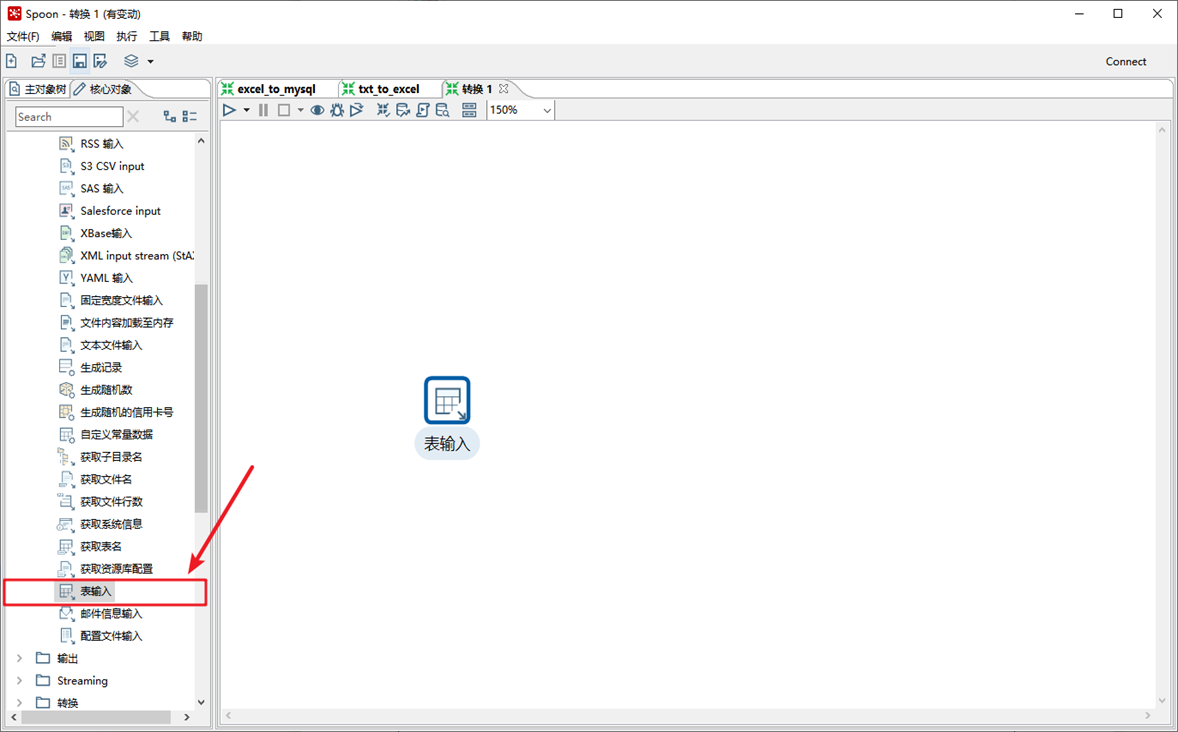 Spoon - 转换 1 (有变动)
文件(F) 编辑 视图 执行 工具 帮助
Connect
主对象树 核心对象
excel_to_mysql txt_to_excel 转换 1
Search
150%
RSS 输入
S3 CSV input
SAS 输入
Salesforce input
XBase输入
XML input stream (StA
YAML 输入
固定宽度文件输入
文件内容加载至内存
文本文件输入
生成记录
生成随机数
生成随机的信用卡号
自定义常量数据
获取子目录名
获取文件名
获取文件行数
获取系统信息
获取表名
获取资源库配置
表输入
邮件信息输入
配置文件输入
输出
Streaming
转换
表输入